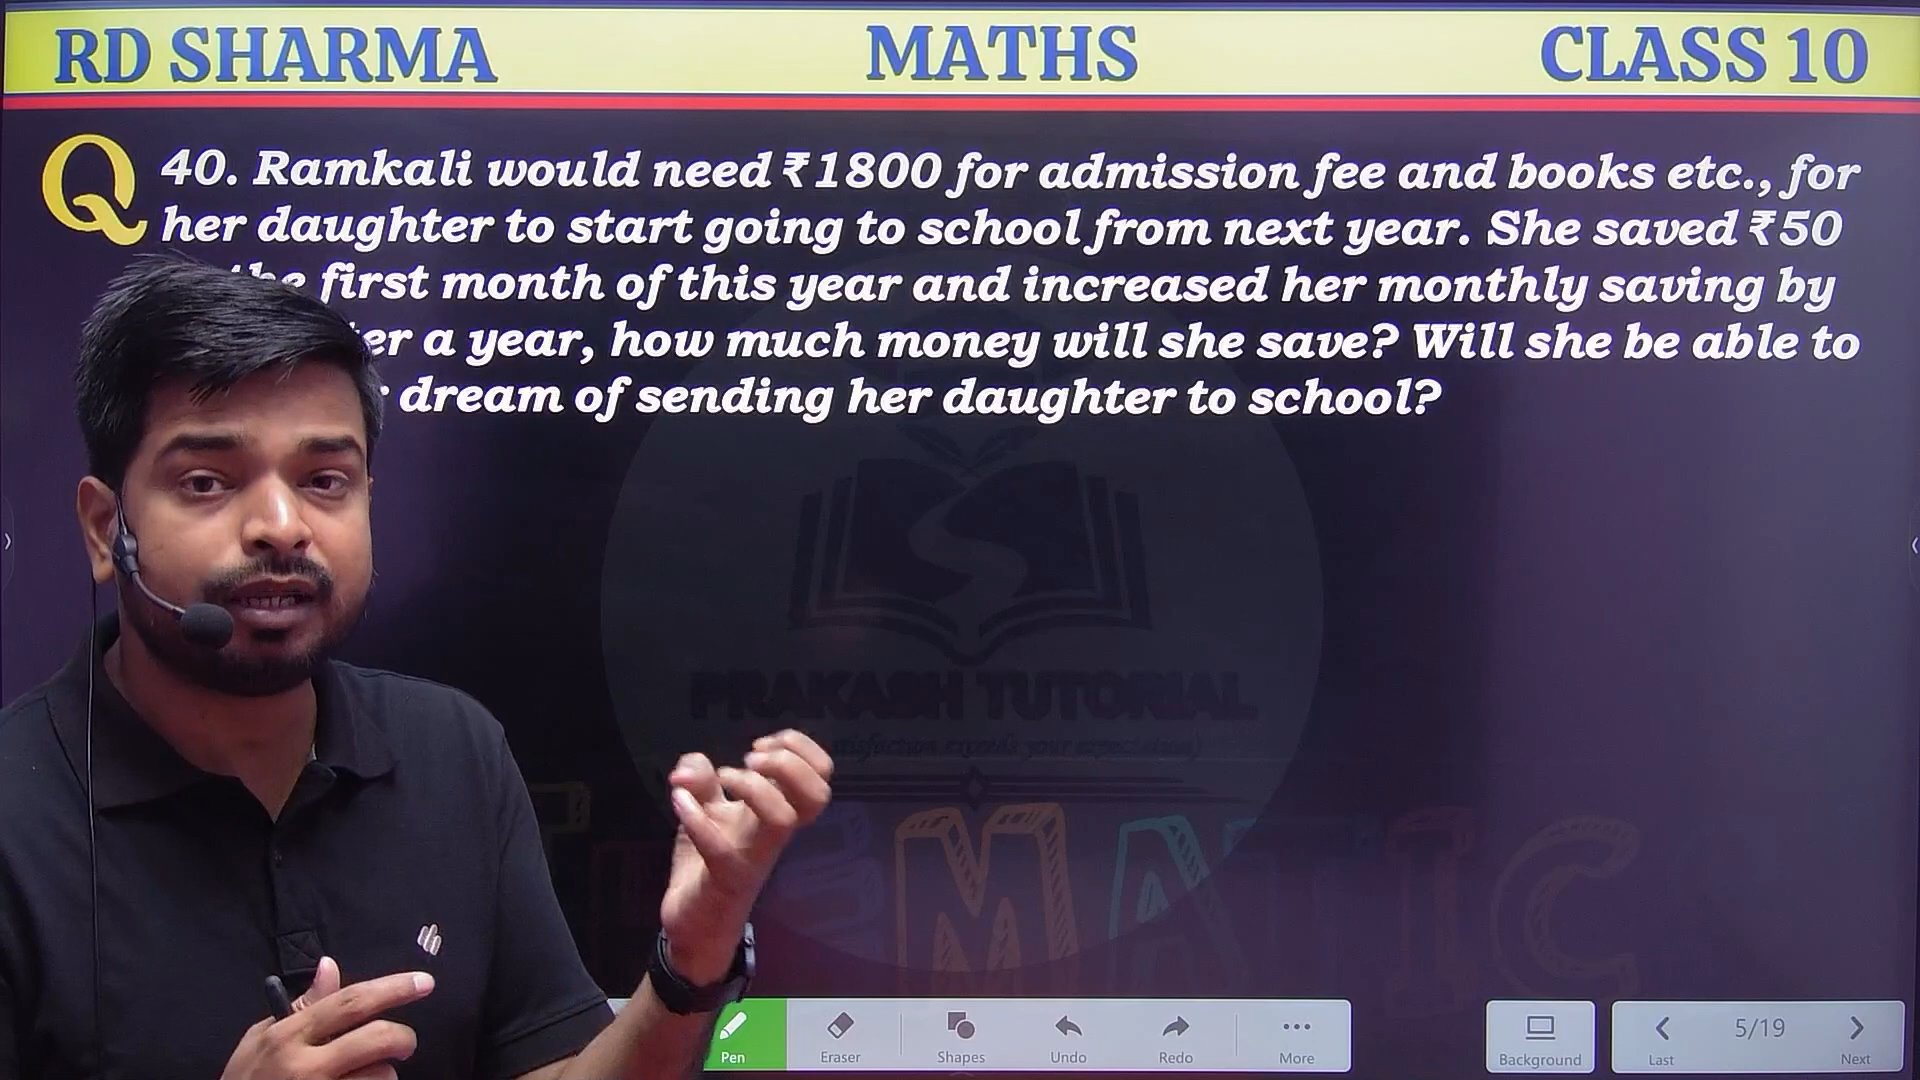 RD SHARMA MATHS CLASS 10
Q 40. Ramkali would need ₹1800 for admission fee and books etc., for
her daughter to start going to school from next year. She saved ₹50
first month of this year and increased her monthly saving by
a year, how much money will she save? Will she be able to
dream of sending her daughter to school?
PRAKASH TUTORIAL
MATIC
Pen Eraser Shapes Undo Redo More Background Last 5/19 Next